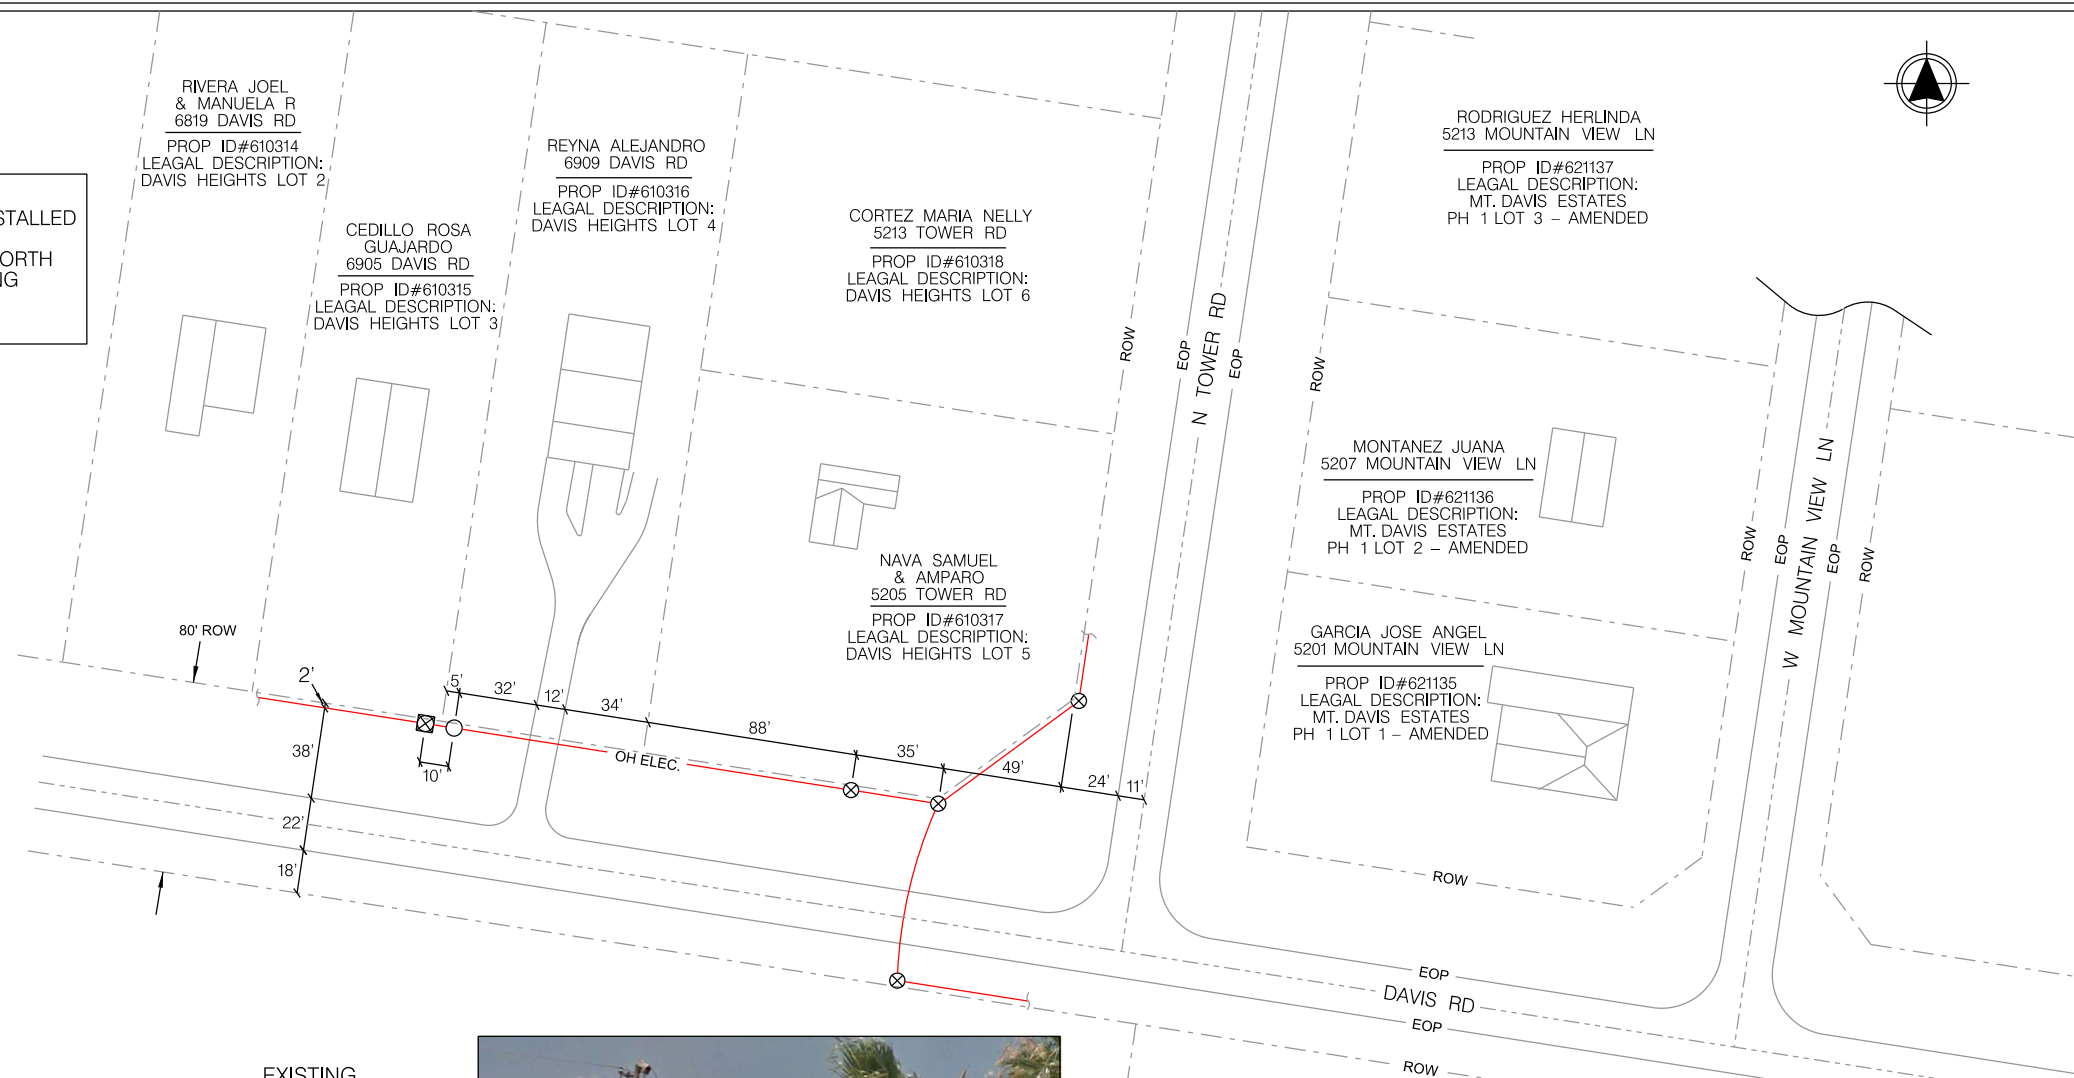 RIVERA JOEL
& MANUELA R
6819 DAVIS RD
PROP ID#610314
LEAGAL DESCRIPTION:
DAVIS HEIGHTS LOT 2
STALLED
ORTH
CEDILLO ROSA
GUAJARDO
6905 DAVIS RD
PROP ID#610315
LEAGAL DESCRIPTION:
DAVIS HEIGHTS LOT 3
REYNA ALEJANDRO
6909 DAVIS RD
PROP ID#610316
LEAGAL DESCRIPTION:
DAVIS HEIGHTS LOT 4
CORTEZ MARIA NELLY
5213 TOWER RD
PROP ID#610318
LEAGAL DESCRIPTION:
DAVIS HEIGHTS LOT 6
NAVA SAMUEL
& AMPARO
5205 TOWER RD
PROP ID#610317
LEAGAL DESCRIPTION:
DAVIS HEIGHTS LOT 5
ROW
EOP
N TOWER RD
EOP
ROW
RODRIGUEZ HERLINDA
5213 MOUNTAIN VIEW LN
PROP ID#621137
LEAGAL DESCRIPTION:
MT. DAVIS ESTATES
PH 1 LOT 3 – AMENDED
MONTANEZ JUANA
5207 MOUNTAIN VIEW LN
PROP ID#621136
LEAGAL DESCRIPTION:
MT. DAVIS ESTATES
PH 1 LOT 2 – AMENDED
GARCIA JOSE ANGEL
5201 MOUNTAIN VIEW LN
PROP ID#621135
LEAGAL DESCRIPTION:
MT. DAVIS ESTATES
PH 1 LOT 1 – AMENDED
ROW
EOP
W MOUNTAIN VIEW LN
EOP
ROW
80' ROW
2'
5'
32'
12'
34'
88'
35'
49'
24'
11'
38'
10'
OH ELEC.
22'
18'
ROW
EOP
DAVIS RD
EOP
ROW
EXISTING